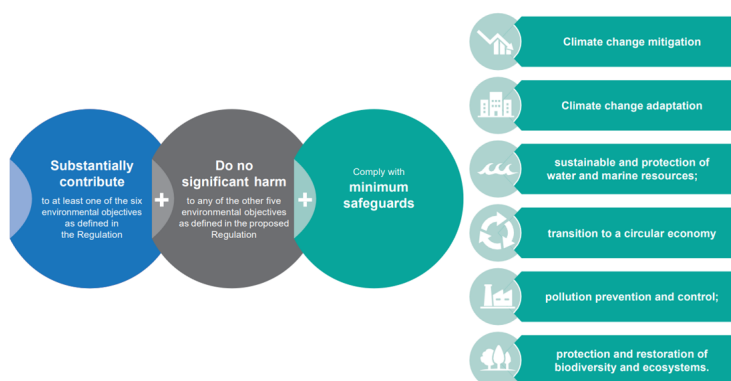 Substantially
contribute
to at least one of the six
environmental objectives
as defined in
the Regulation
+
Do no
significant harm
to any of the other five
environmental objectives
as defined in the proposed
Regulation
+
Comply with
minimum
safeguards
Climate change mitigation
Climate change adaptation
sustainable and protection of
water and marine resources;
transition to a circular economy
pollution prevention and control;
protection and restoration of
biodiversity and ecosystems.